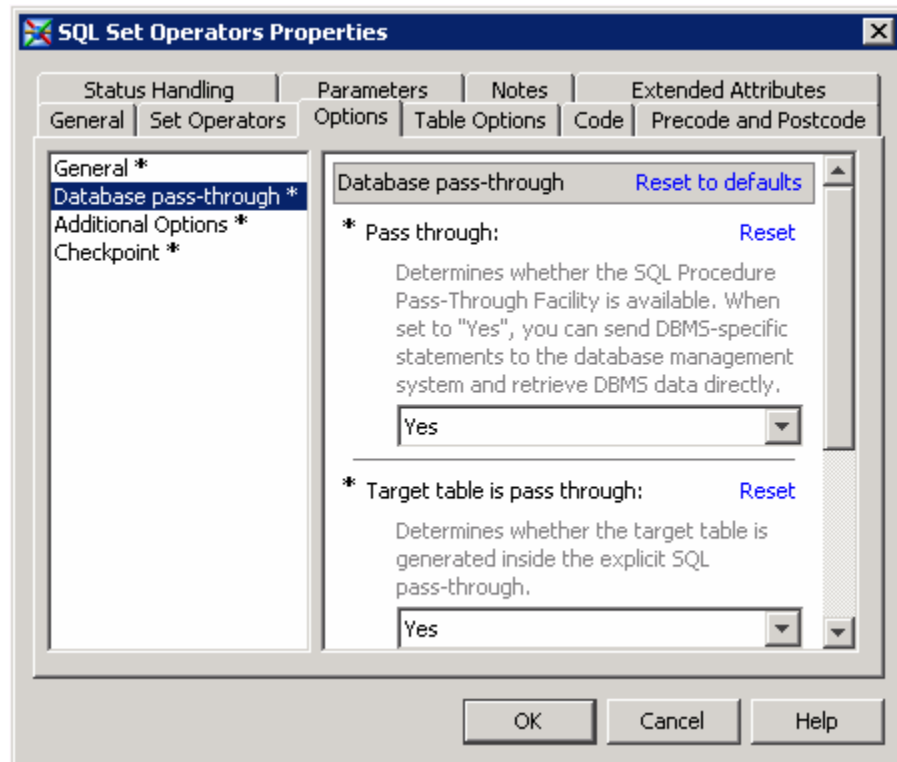 SQL Set Operators Properties
Status Handling Parameters Notes Extended Attributes
General Set Operators Options Table Options Code Precode and Postcode
General *
Database pass-through *
Additional Options *
Checkpoint *
Database pass-through Reset to defaults
* Pass through: Reset
Determines whether the SQL Procedure
Pass-Through Facility is available. When
set to "Yes", you can send DBMS-specific
statements to the database management
system and retrieve DBMS data directly.
Yes
* Target table is pass through: Reset
Determines whether the target table is
generated inside the explicit SQL
pass-through.
Yes
OK Cancel Help